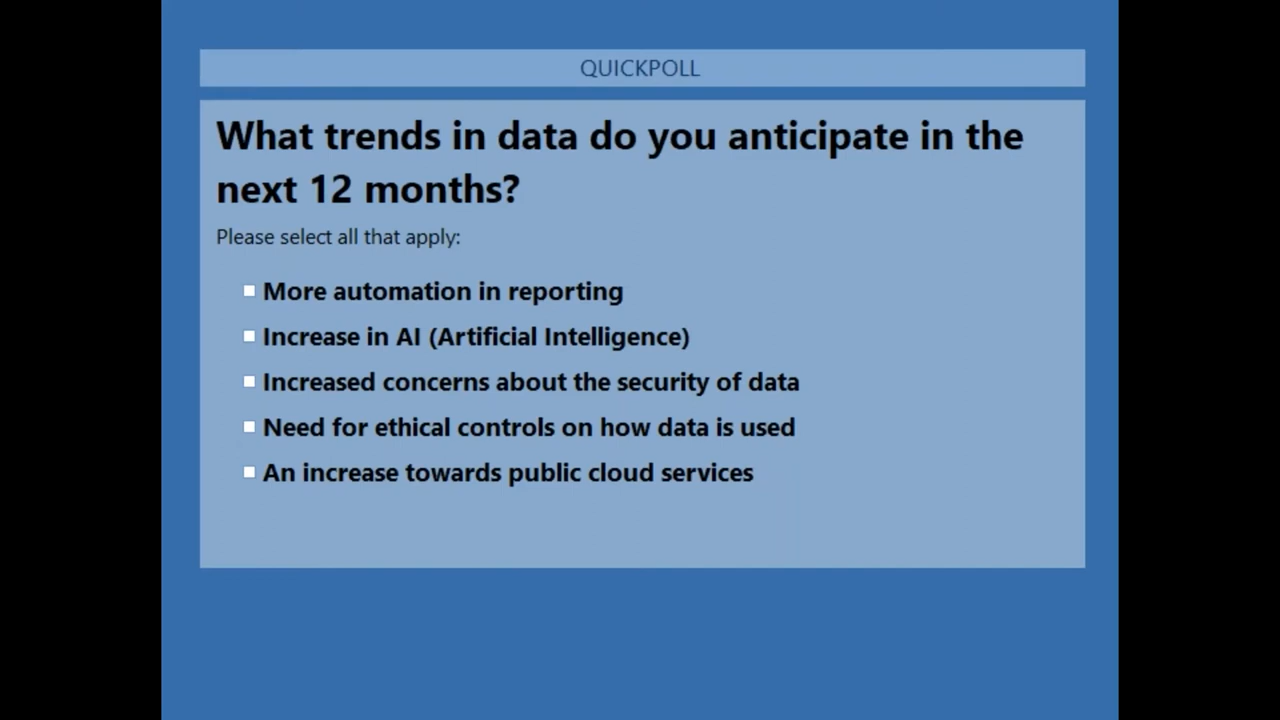 QUICKPOLL
What trends in data do you anticipate in the
next 12 months?
Please select all that apply:
More automation in reporting
Increase in AI (Artificial Intelligence)
Increased concerns about the security of data
Need for ethical controls on how data is used
An increase towards public cloud services